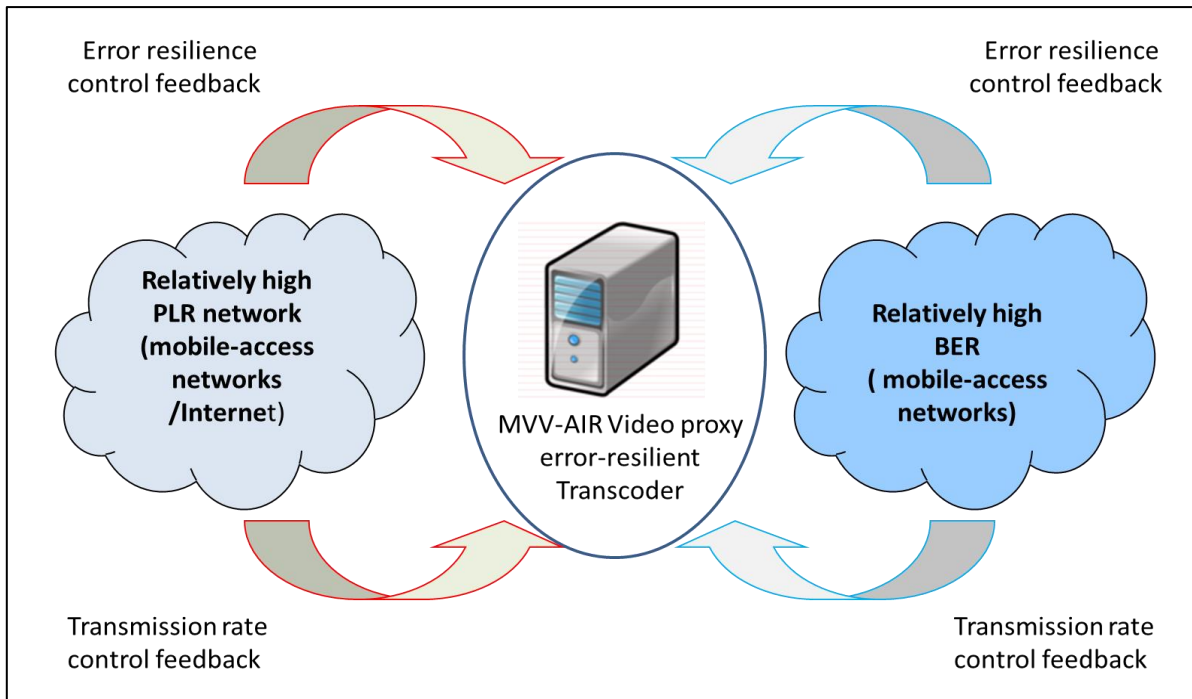 Error resilience
control feedback
Error resilience
control feedback
Relatively high
PLR network
(mobile-access
networks
/Internet)
MVV-AIR Video proxy
error-resilient
Transcoder
Relatively high
BER
( mobile-access
networks)
Transmission rate
control feedback
Transmission rate
control feedback